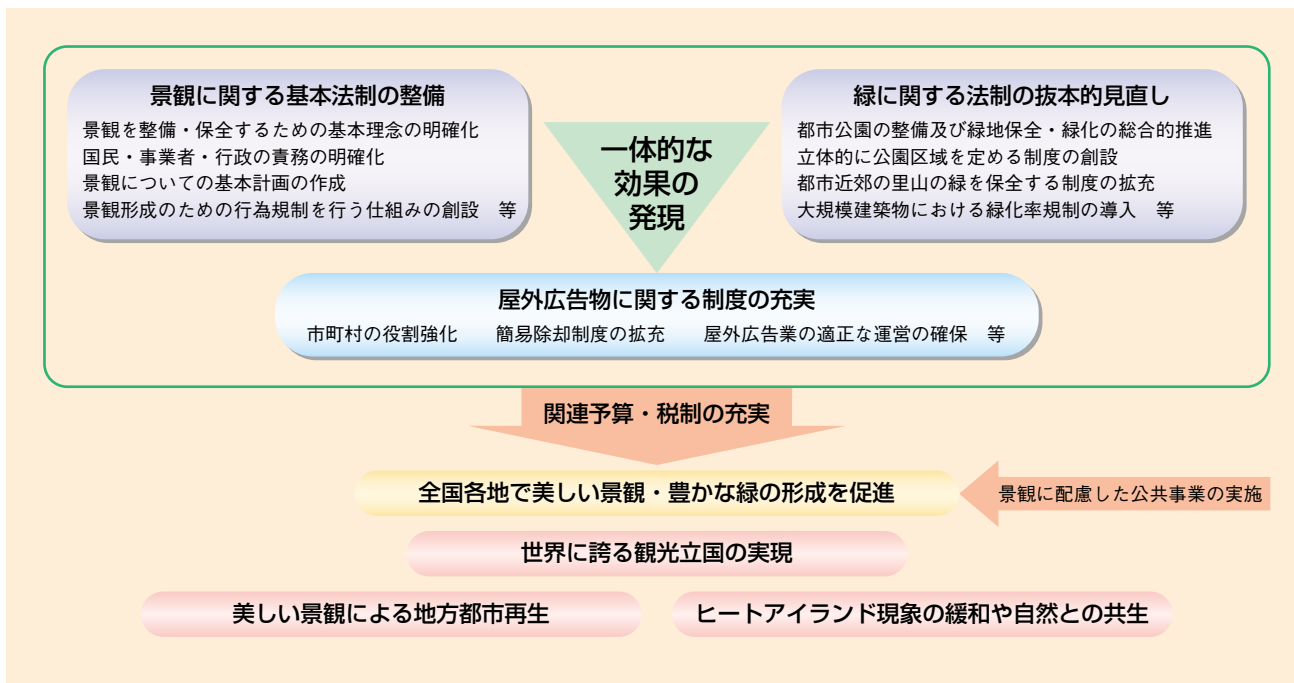 景観に関する基本法制の整備
景観を整備・保全するための基本理念の明確化
国民・事業者・行政の責務の明確化
景観についての基本計画の作成
景観形成のための行為規制を行う仕組みの創設　等
一体的な
効果の
発現
緑に関する法制の抜本的見直し
都市公園の整備及び緑地保全・緑化の総合的推進
立体的に公園区域を定める制度の創設
都市近郊の里山の緑を保全する制度の拡充
大規模建築物における緑化率規制の導入　等
屋外広告物に関する制度の充実
市町村の役割強化　　簡易除却制度の拡充　　屋外広告業の適正な運営の確保　等
関連予算・税制の充実
全国各地で美しい景観・豊かな緑の形成を促進
景観に配慮した公共事業の実施
世界に誇る観光立国の実現
美しい景観による地方都市再生
ヒートアイランド現象の緩和や自然との共生